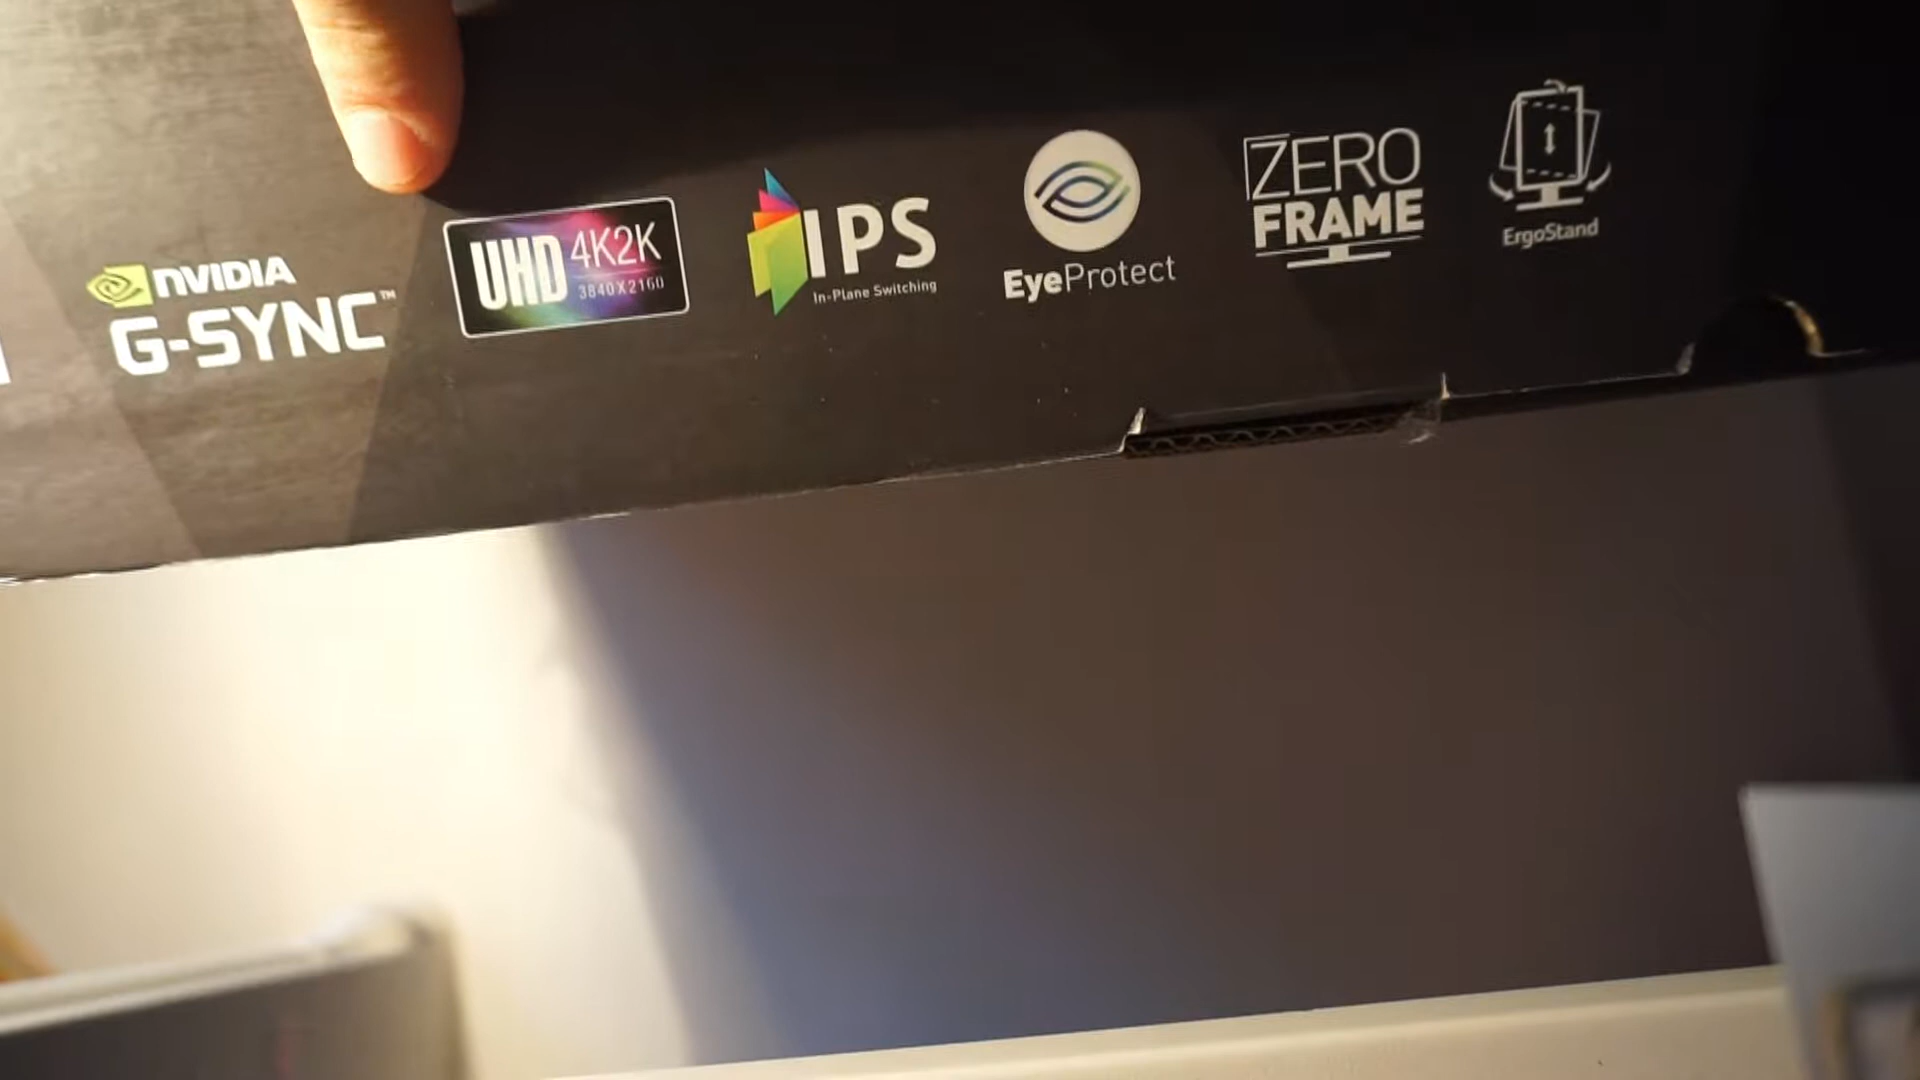 NVIDIA
G-SYNC™
UHD 4K2K
3840X2160
IPS
In-Plane Switching
EyeProtect
ZERO
FRAME
ErgoStand